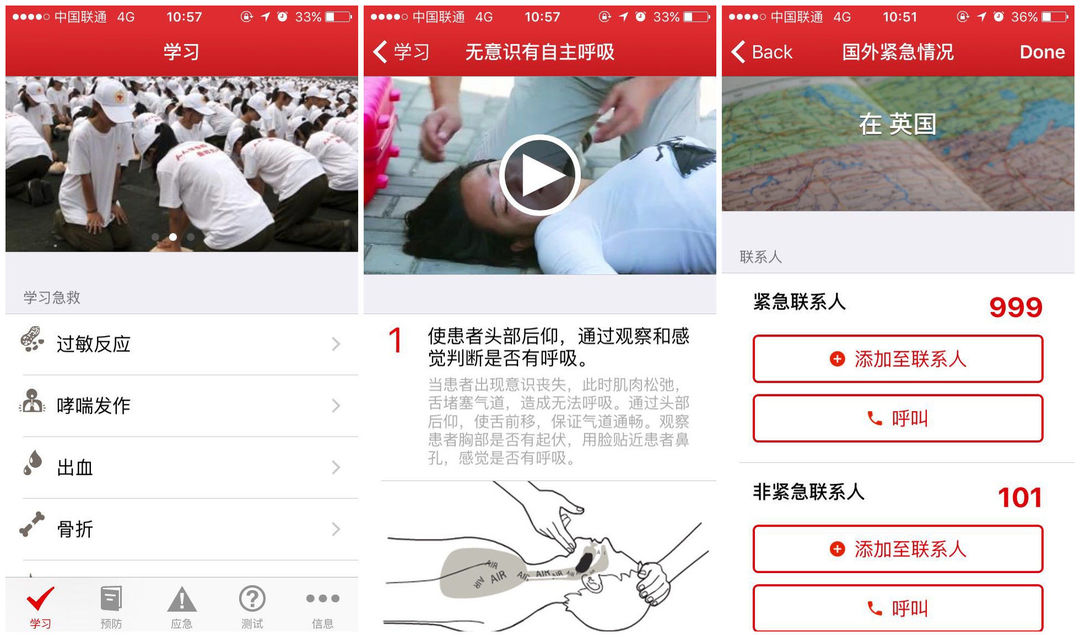 中国联通 4G 10:57 33%
学习
学习急救
过敏反应
哮喘发作
出血
骨折
学习 预防 应急 测试 信息
中国联通 4G 10:57 33%
学习 无意识有自主呼吸
1
使患者头部后仰，通过观察和感
觉判断是否有呼吸。
当患者出现意识丧失，此时肌肉松弛，
舌堵塞气道，造成无法呼吸。通过头部
后仰，使舌前移，保证气道通畅。观察
患者胸部是否有起伏，用脸贴近患者鼻
孔，感觉是否有呼吸。
AIR AIR AIR AIR
中国联通 4G 10:51 36%
Back 国外紧急情况 Done
在 英国
联系人
紧急联系人 999
添加至联系人
呼叫
非紧急联系人 101
添加至联系人
呼叫